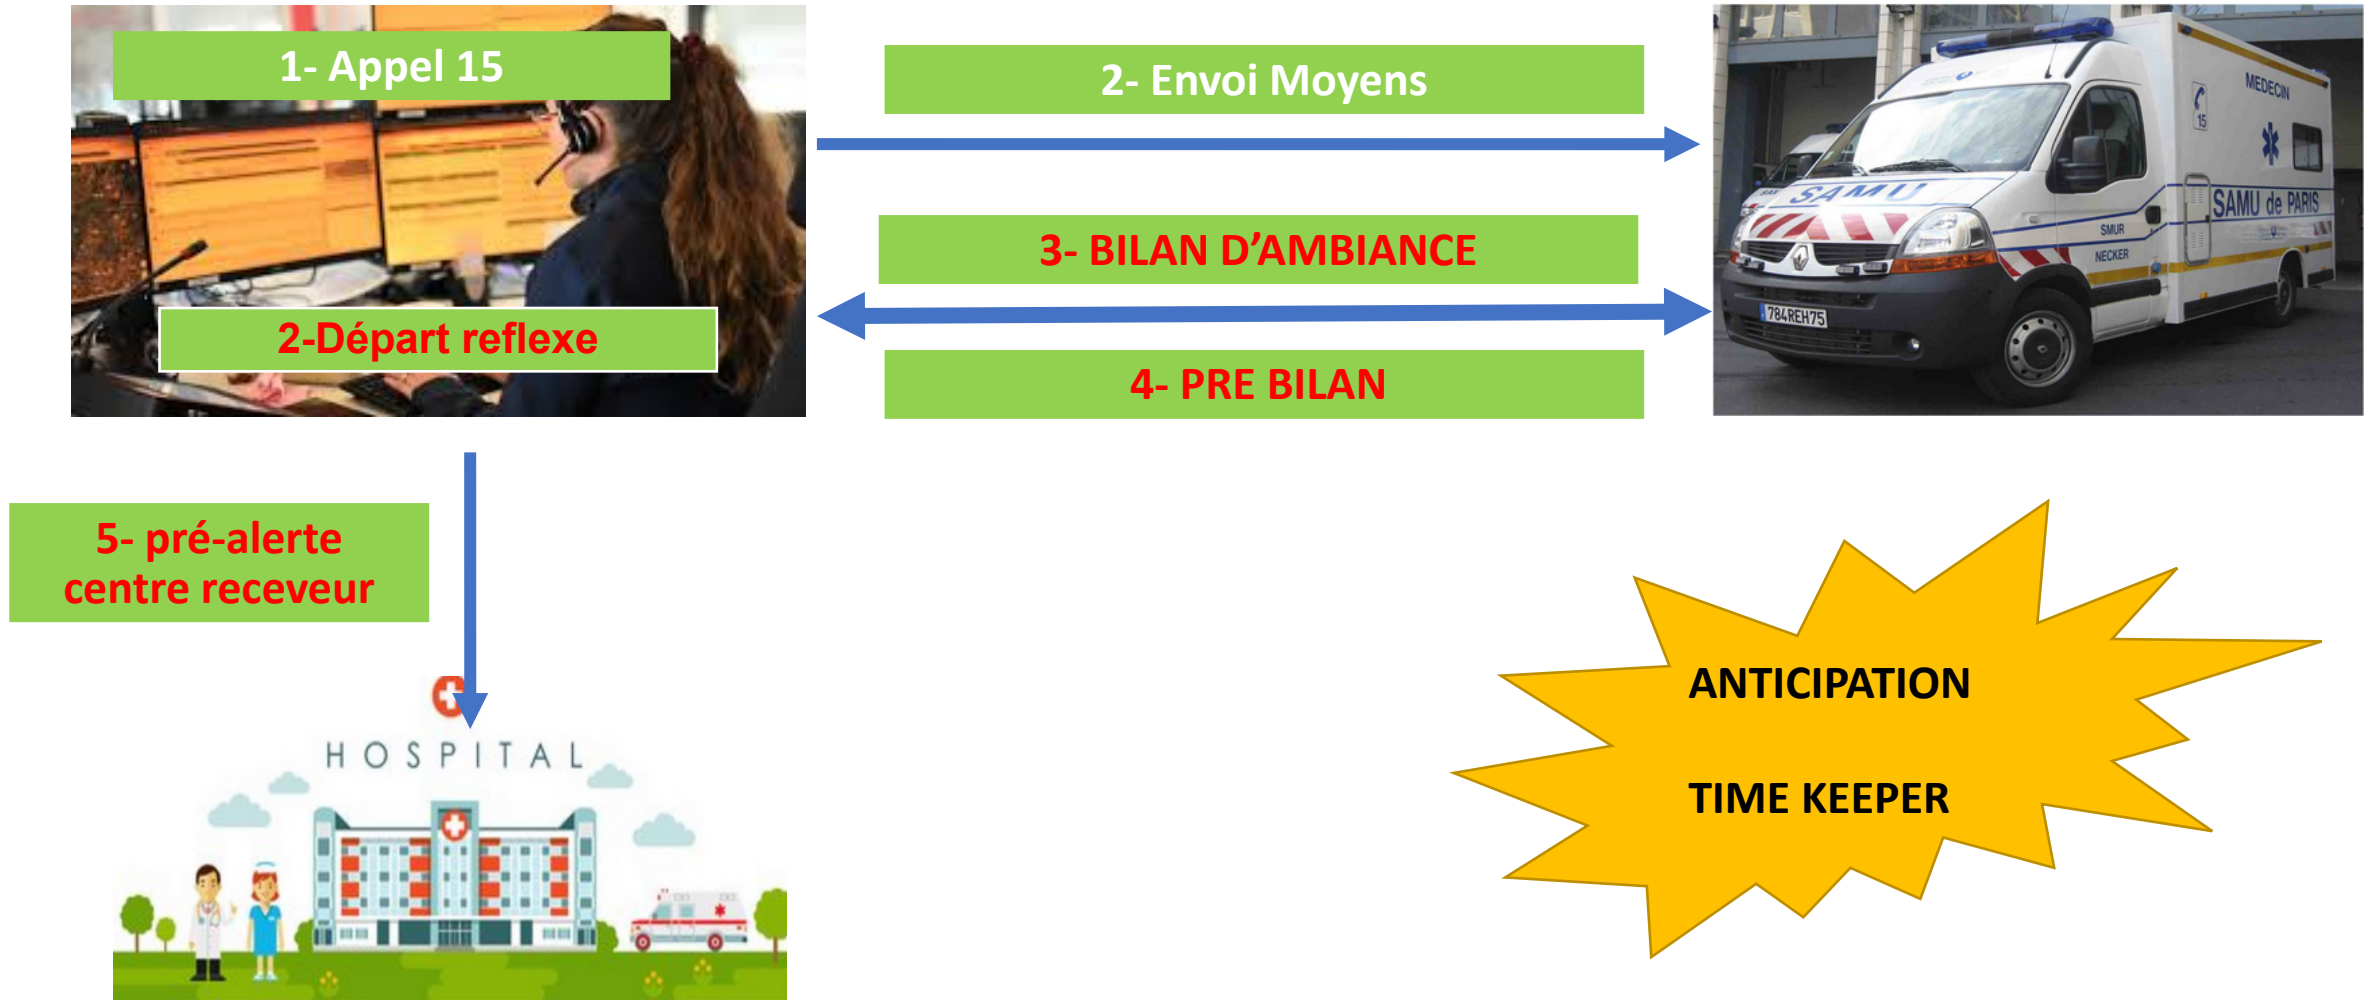 1- Appel 15
2-Départ reflexe
2- Envoi Moyens
3- BILAN D’AMBIANCE
4- PRE BILAN
MEDECIN
15
SAMU
SAMU de PARIS
SMUR
NECKER
784REH75
5- pré-alerte
centre receveur
HOSPITAL
ANTICIPATION
TIME KEEPER